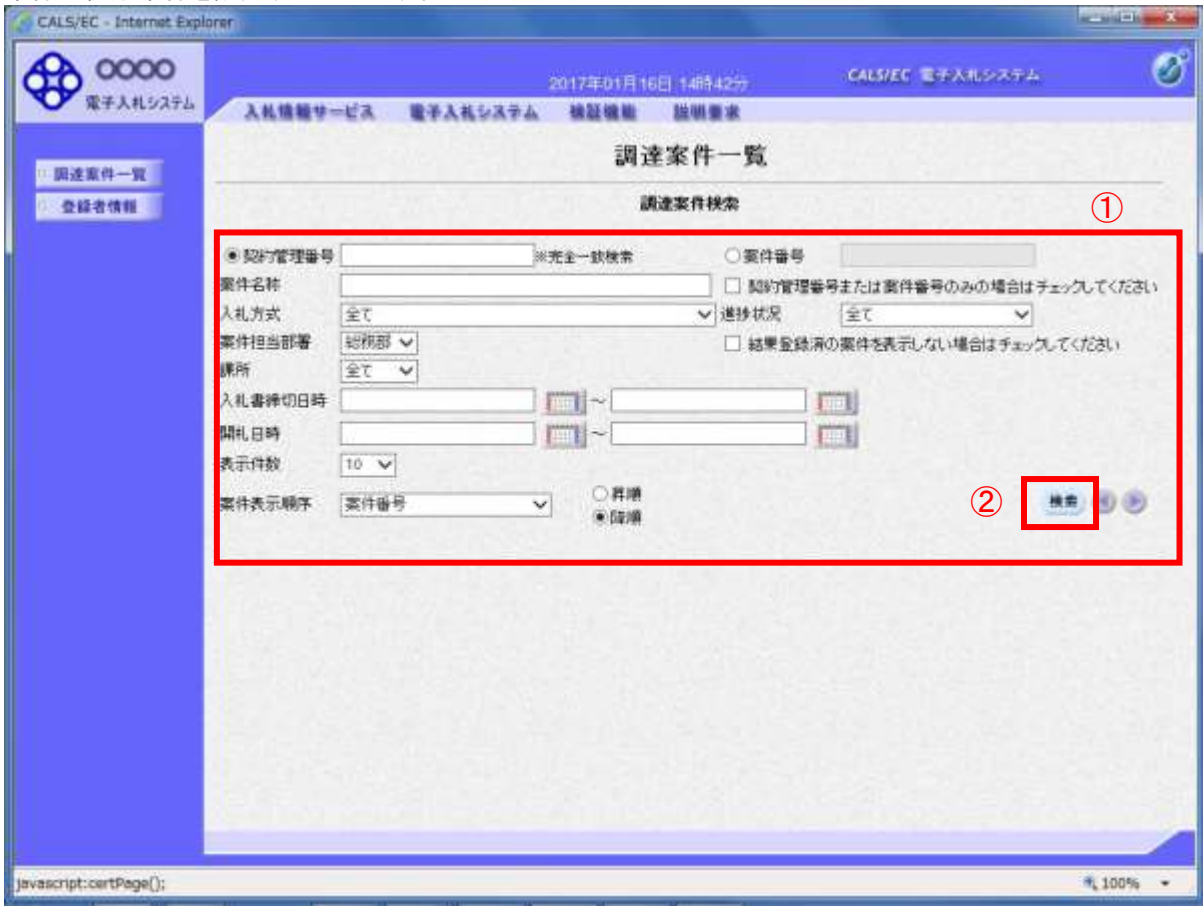 CALS/EC - Internet Explorer
OOOO
電子入札システム
2017年01月16日 14時42分
CALS/EC 電子入札システム
入札情報サービス 電子入札システム 検証機能 説明要求
調達案件一覧
登録者情報
調達案件一覧
調達案件検索
①
契約管理番号 ※完全一致検索 案件番号
案件名称 契約管理番号または案件番号のみの場合はチェックしてください
入札方式 全て 進捗状況 全て
案件担当部署 総務部 結果登録済の案件を表示しない場合はチェックしてください
課所 全て
入札書締切日時 ~
開札日時 ~
表示件数 10
案件表示順序 案件番号 昇順
降順
② 検索
javascript:certPage();
100%